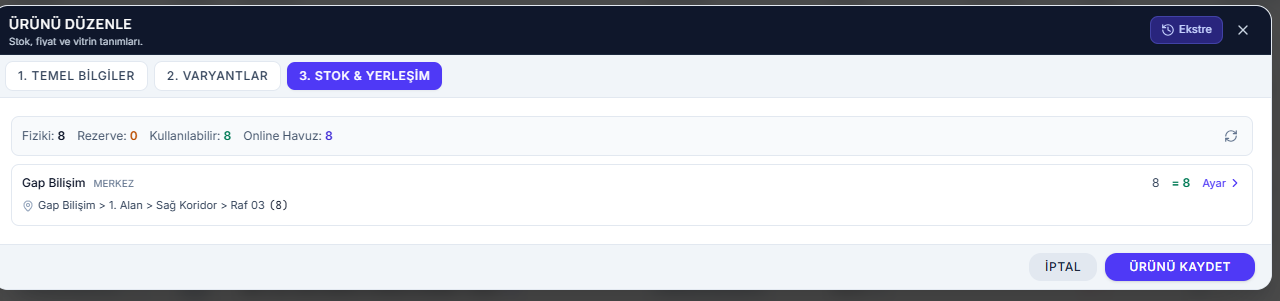 ÜRÜNÜ DÜZENLE
Stok, fiyat ve vitrin tanımları.
Ekstre
1. TEMEL BİLGİLER 2. VARYANTLAR 3. STOK & YERLEŞİM
Fiziki: 8 Rezerve: 0 Kullanılabilir: 8 Online Havuz: 8
Gap Bilişim MERKEZ 8 = 8 Ayar >
Gap Bilişim > 1. Alan > Sağ Koridor > Raf 03 (8)
İPTAL ÜRÜNÜ KAYDET